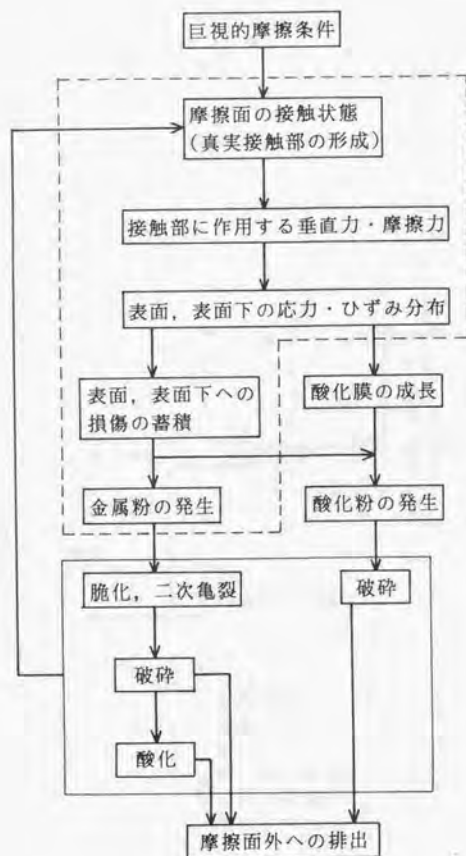 巨視的摩擦条件
摩擦面の接触状態
(真実接触部の形成)
接触部に作用する垂直力・摩擦力
表面，表面下の応力・ひずみ分布
表面，表面下への
損傷の蓄積
酸化膜の成長
金属粉の発生
酸化粉の発生
脆化，二次亀裂
破砕
破砕
酸化
摩擦面外への排出